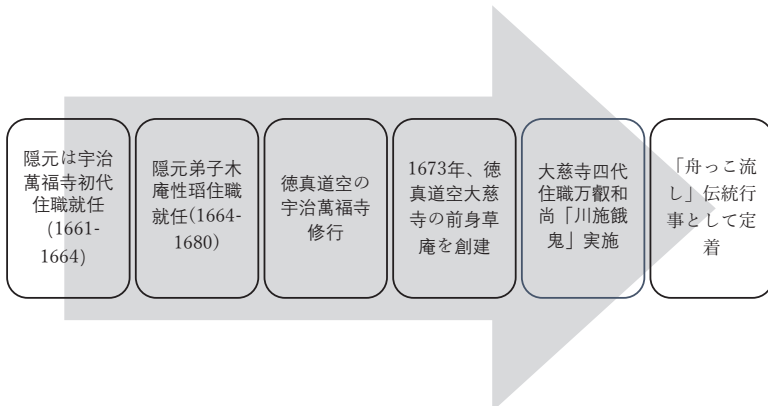 隠元は宇治
萬福寺初代
住職就任
(1661-
1664)
隠元弟子木
庵性瑫住職
就任(1664-
1680)
徳真道空の
宇治萬福寺
修行
1673年、徳
真道空大慈
寺の前身草
庵を創建
大慈寺四代
住職万叡和
尚「川施餓
鬼」実施
「舟っこ流
し」伝統行
事として定
着